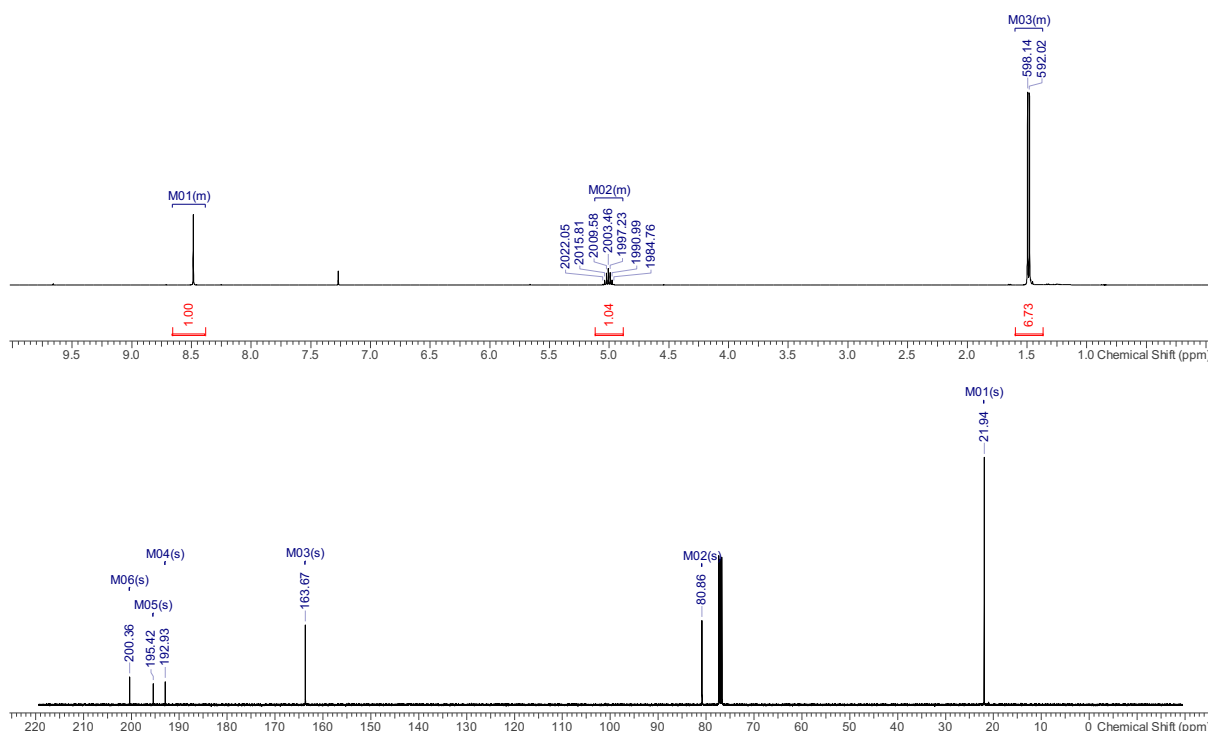 M03(m)
598.14
592.02
M01(m)
M02(m)
2022.05
2015.81
2009.58
2003.46
1997.23
1990.99
1984.76
1.00
1.04
6.73
9.5 9.0 8.5 8.0 7.5 7.0 6.5 6.0 5.5 5.0 4.5 4.0 3.5 3.0 2.5 2.0 1.5 1.0 Chemical Shift (ppm)
M01(s)
21.94
M04(s)
M03(s)
M02(s)
M06(s)
M05(s)
200.36
195.42
192.93
163.67
80.86
220 210 200 190 180 170 160 150 140 130 120 110 100 90 80 70 60 50 40 30 20 10 0 Chemical Shift (ppm)